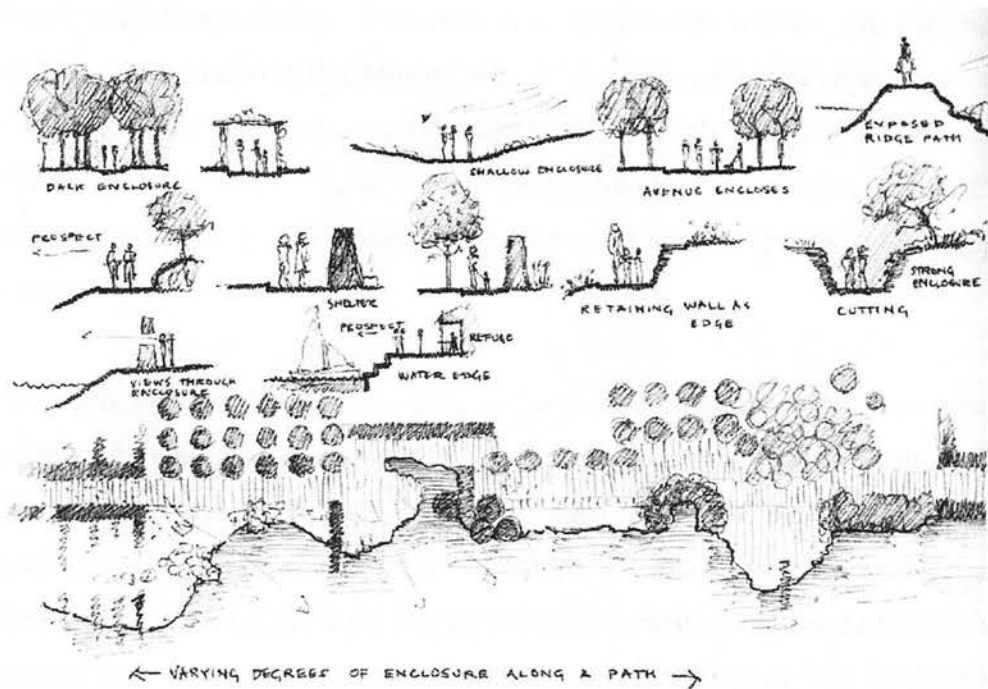 EXPOSED
RIDGE PATH
DARK ENCLOSURE
SHALLOW ENCLOSURE
AVENUE ENCLOSES
PROSPECT
SHELTER
RETAINING WALL AS
EDGE
CUTTING
STRONG
ENCLOSURE
VIEWS THROUGH
ENCLOSURE
PROSPECT
REFUGE
WATER EDGE
VARYING DEGREES OF ENCLOSURE ALONG A PATH